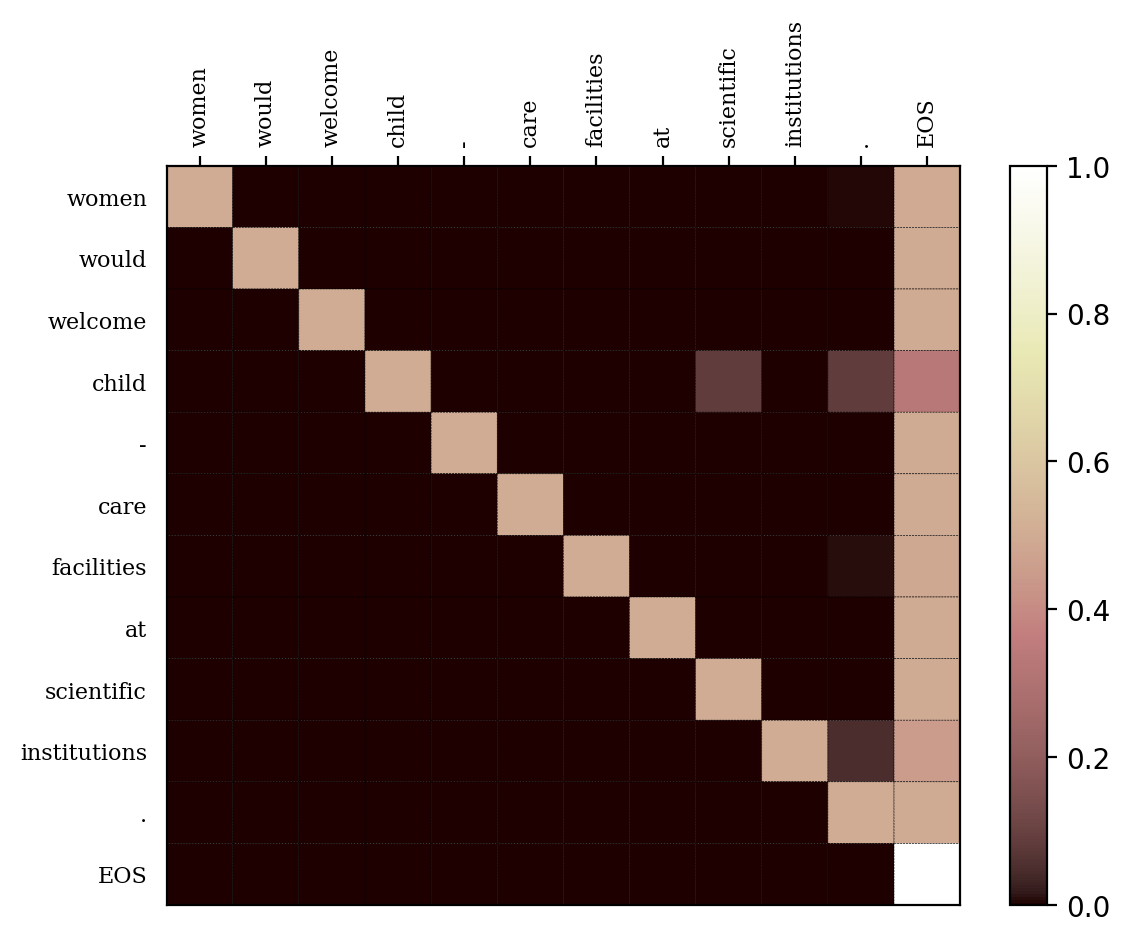 women would welcome child - care facilities at scientific institutions . EOS
women
would
welcome
child
-
care
facilities
at
scientific
institutions
.
EOS
1.0
0.8
0.6
0.4
0.2
0.0